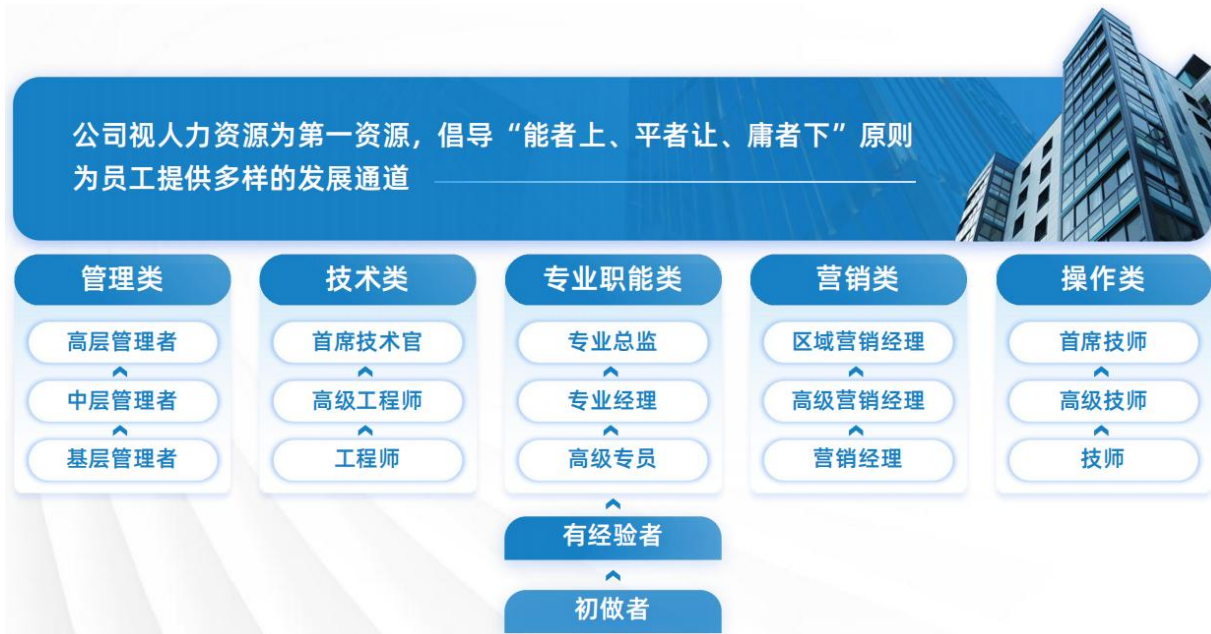 公司视人力资源为第一资源，倡导“能者上、平者让、庸者下”原则
为员工提供多样的发展通道
管理类
高层管理者
中层管理者
基层管理者
技术类
首席技术官
高级工程师
工程师
专业职能类
专业总监
专业经理
高级专员
营销类
区域营销经理
高级营销经理
营销经理
操作类
首席技师
高级技师
技师
有经验者
初做者